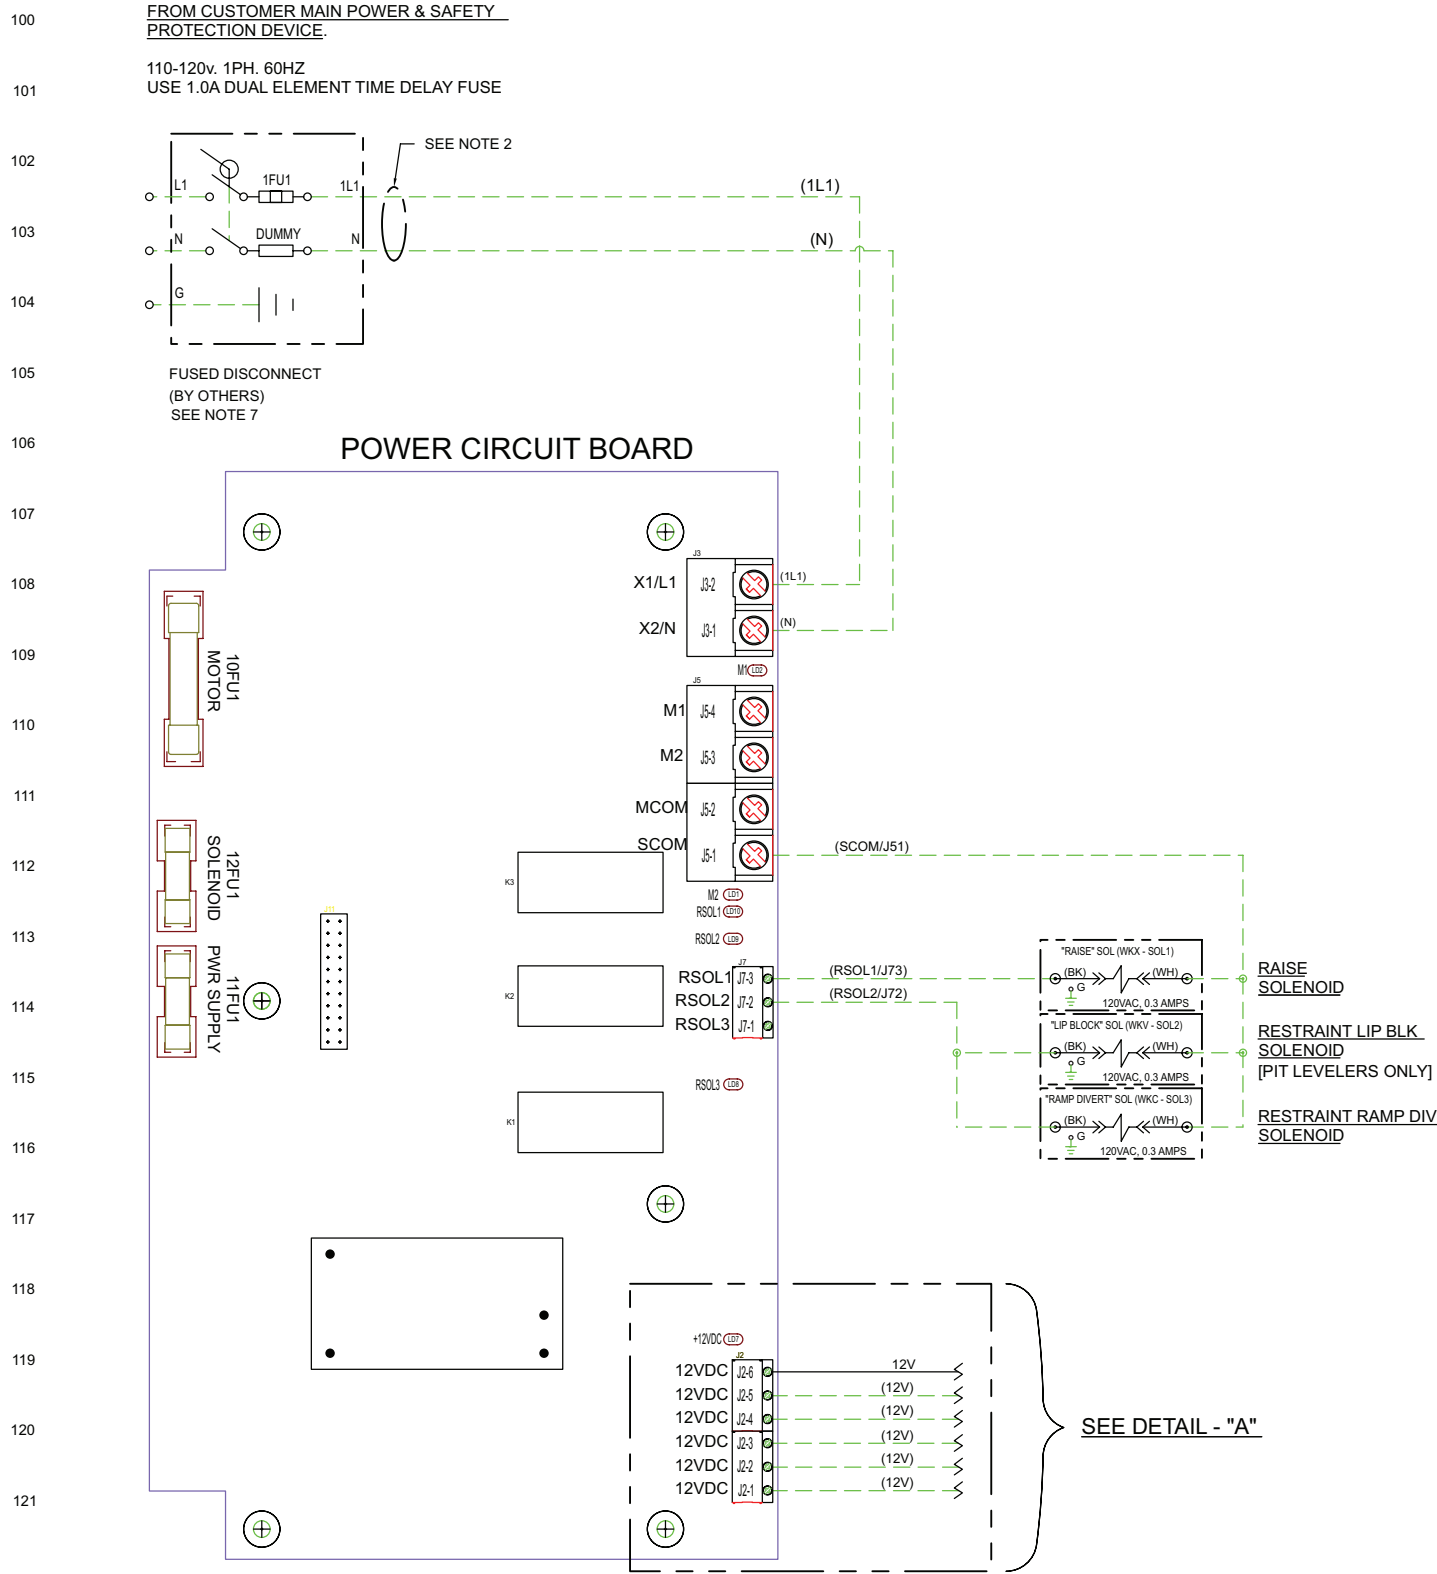 100
FROM CUSTOMER MAIN POWER & SAFETY
PROTECTION DEVICE.
110-120v. 1PH. 60HZ
101
USE 1.0A DUAL ELEMENT TIME DELAY FUSE
102
SEE NOTE 2
L1
1FU1
1L1
(1L1)
103
N
DUMMY
N
(N)
104
G
105
FUSED DISCONNECT
(BY OTHERS)
SEE NOTE 7
106
POWER CIRCUIT BOARD
107
J3
108
X1/L1
J3-2
(1L1)
X2/N
J3-1
(N)
109
10FU1
MOTOR
M1
LD2
J5
110
M1
J5-4
M2
J5-3
111
MCOM
J5-2
SCOM
J5-1
(SCOM/J51)
112
12FU1
SOLENOID
K3
M2
LD1
RSOL1
LD10
J11
113
RSOL2
LD9
11FU1
PWR SUPPLY
J7
RSOL1
J7-3
(RSOL1/J73)
"RAISE" SOL (WKX - SOL1)
(BK)
(WH)
G
120VAC, 0.3 AMPS
RAISE
SOLENOID
114
K2
RSOL2
J7-2
(RSOL2/J72)
RSOL3
J7-1
"LIP BLOCK" SOL (WKV - SOL2)
(BK)
(WH)
G
120VAC, 0.3 AMPS
RESTRAINT LIP BLK
SOLENOID
[PIT LEVELERS ONLY]
115
RSOL3
LD8
"RAMP DIVERT" SOL (WKC - SOL3)
(BK)
(WH)
G
120VAC, 0.3 AMPS
RESTRAINT RAMP DIV
SOLENOID
K1
116
117
118
+12VDC
LD7
119
J2
12VDC
J2-6
12V
12VDC
J2-5
(12V)
12VDC
J2-4
(12V)
120
12VDC
J2-3
(12V)
SEE DETAIL - "A"
12VDC
J2-2
(12V)
12VDC
J2-1
(12V)
121